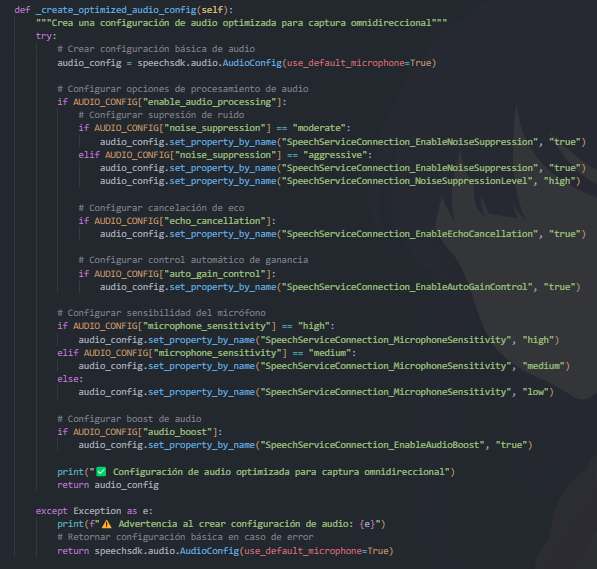 def _create_optimized_audio_config(self):
    """Crea una configuración de audio optimizada para captura omnidireccional"""
    try:
        # Crear configuración básica de audio
        audio_config = speechsdk.audio.AudioConfig(use_default_microphone=True)

        # Configurar opciones de procesamiento de audio
        if AUDIO_CONFIG["enable_audio_processing"]:
            # Configurar supresión de ruido
            if AUDIO_CONFIG["noise_suppression"] == "moderate":
                audio_config.set_property_by_name("SpeechServiceConnection_EnableNoiseSuppression", "true")
            elif AUDIO_CONFIG["noise_suppression"] == "aggressive":
                audio_config.set_property_by_name("SpeechServiceConnection_EnableNoiseSuppression", "true")
                audio_config.set_property_by_name("SpeechServiceConnection_NoiseSuppressionLevel", "high")

            # Configurar cancelación de eco
            if AUDIO_CONFIG["echo_cancellation"]:
                audio_config.set_property_by_name("SpeechServiceConnection_EnableEchoCancellation", "true")

            # Configurar control automático de ganancia
            if AUDIO_CONFIG["auto_gain_control"]:
                audio_config.set_property_by_name("SpeechServiceConnection_EnableAutoGainControl", "true")

        # Configurar sensibilidad del micrófono
        if AUDIO_CONFIG["microphone_sensitivity"] == "high":
            audio_config.set_property_by_name("SpeechServiceConnection_MicrophoneSensitivity", "high")
        elif AUDIO_CONFIG["microphone_sensitivity"] == "medium":
            audio_config.set_property_by_name("SpeechServiceConnection_MicrophoneSensitivity", "medium")
        else:
            audio_config.set_property_by_name("SpeechServiceConnection_MicrophoneSensitivity", "low")

        # Configurar boost de audio
        if AUDIO_CONFIG["audio_boost"]:
            audio_config.set_property_by_name("SpeechServiceConnection_EnableAudioBoost", "true")

        print("✅ Configuración de audio optimizada para captura omnidireccional")
        return audio_config

    except Exception as e:
        print(f"⚠️ Advertencia al crear configuración de audio: {e}")
        # Retornar configuración básica en caso de error
        return speechsdk.audio.AudioConfig(use_default_microphone=True)